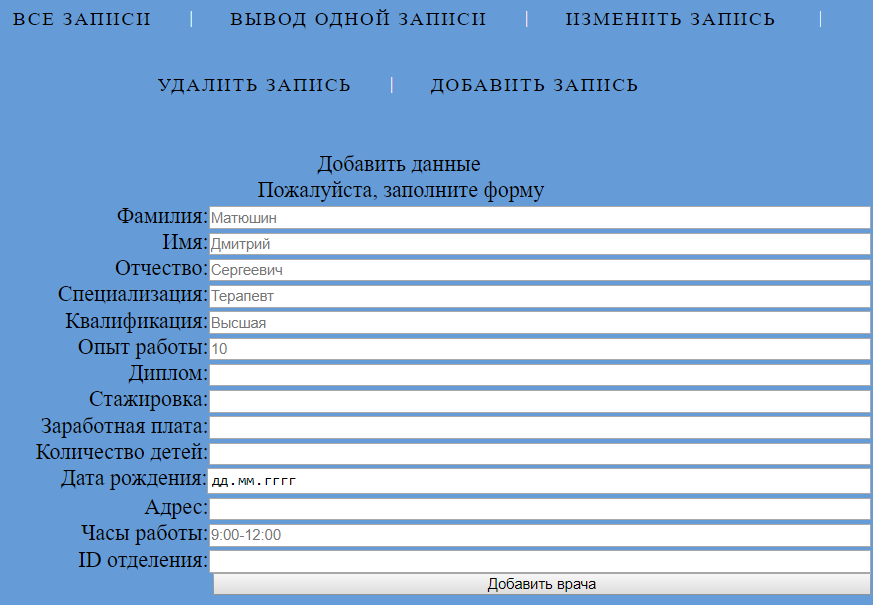 ВСЕ ЗАПИСИ | ВЫВОД ОДНОЙ ЗАПИСИ | ИЗМЕНИТЬ ЗАПИСЬ |
УДАЛИТЬ ЗАПИСЬ | ДОБАВИТЬ ЗАПИСЬ
Добавить данные
Пожалуйста, заполните форму
Фамилия: Матюшин
Имя: Дмитрий
Отчество: Сергеевич
Специализация: Терапевт
Квалификация: Высшая
Опыт работы: 10
Диплом:
Стажировка:
Заработная плата:
Количество детей:
Дата рождения: дд.мм.гггг
Адрес:
Часы работы: 9:00-12:00
ID отделения:
Добавить врача